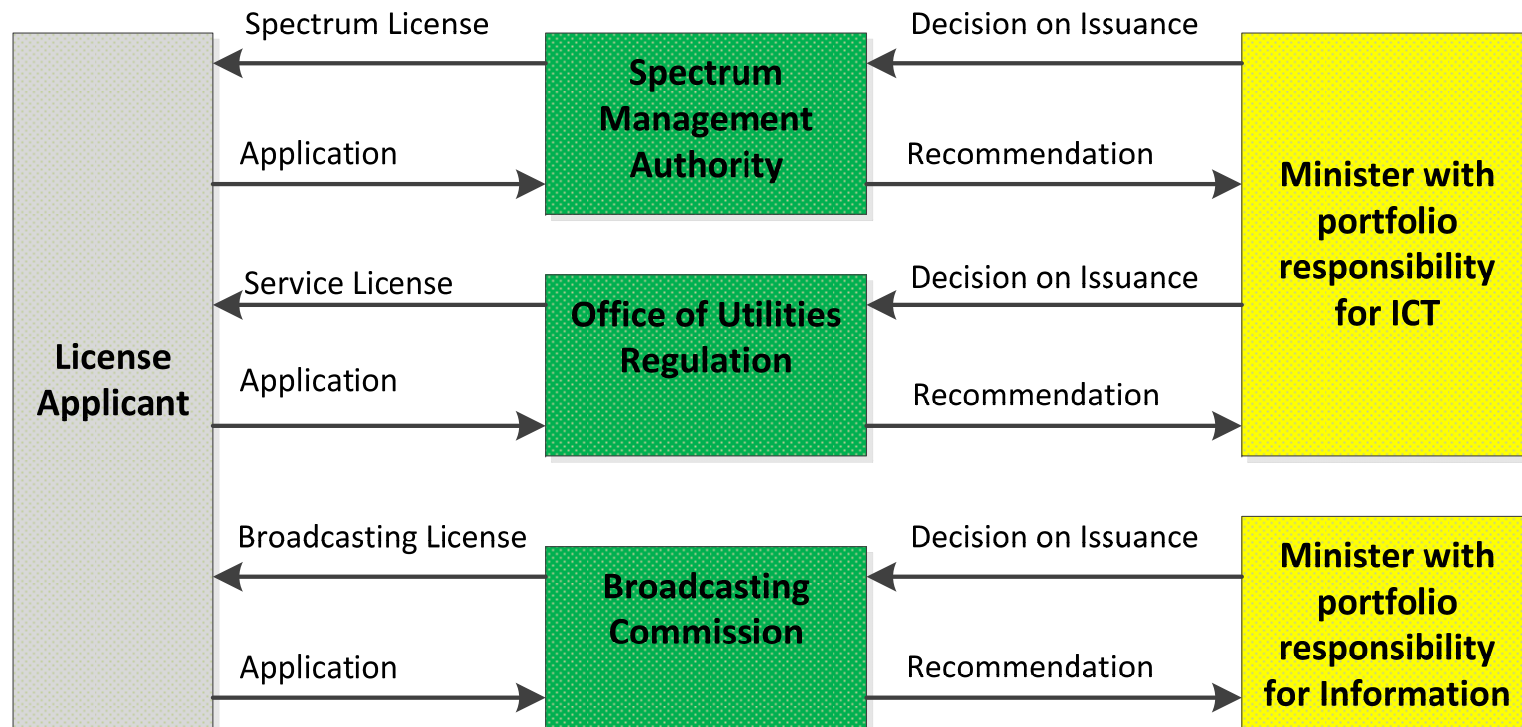 Spectrum License
Decision on Issuance
Spectrum
Management
Authority
Application
Recommendation
Minister with
portfolio
responsibility
for ICT
Service License
Decision on Issuance
Office of Utilities
Regulation
License
Applicant
Application
Recommendation
Broadcasting License
Decision on Issuance
Broadcasting
Commission
Minister with
portfolio
responsibility
for Information
Application
Recommendation